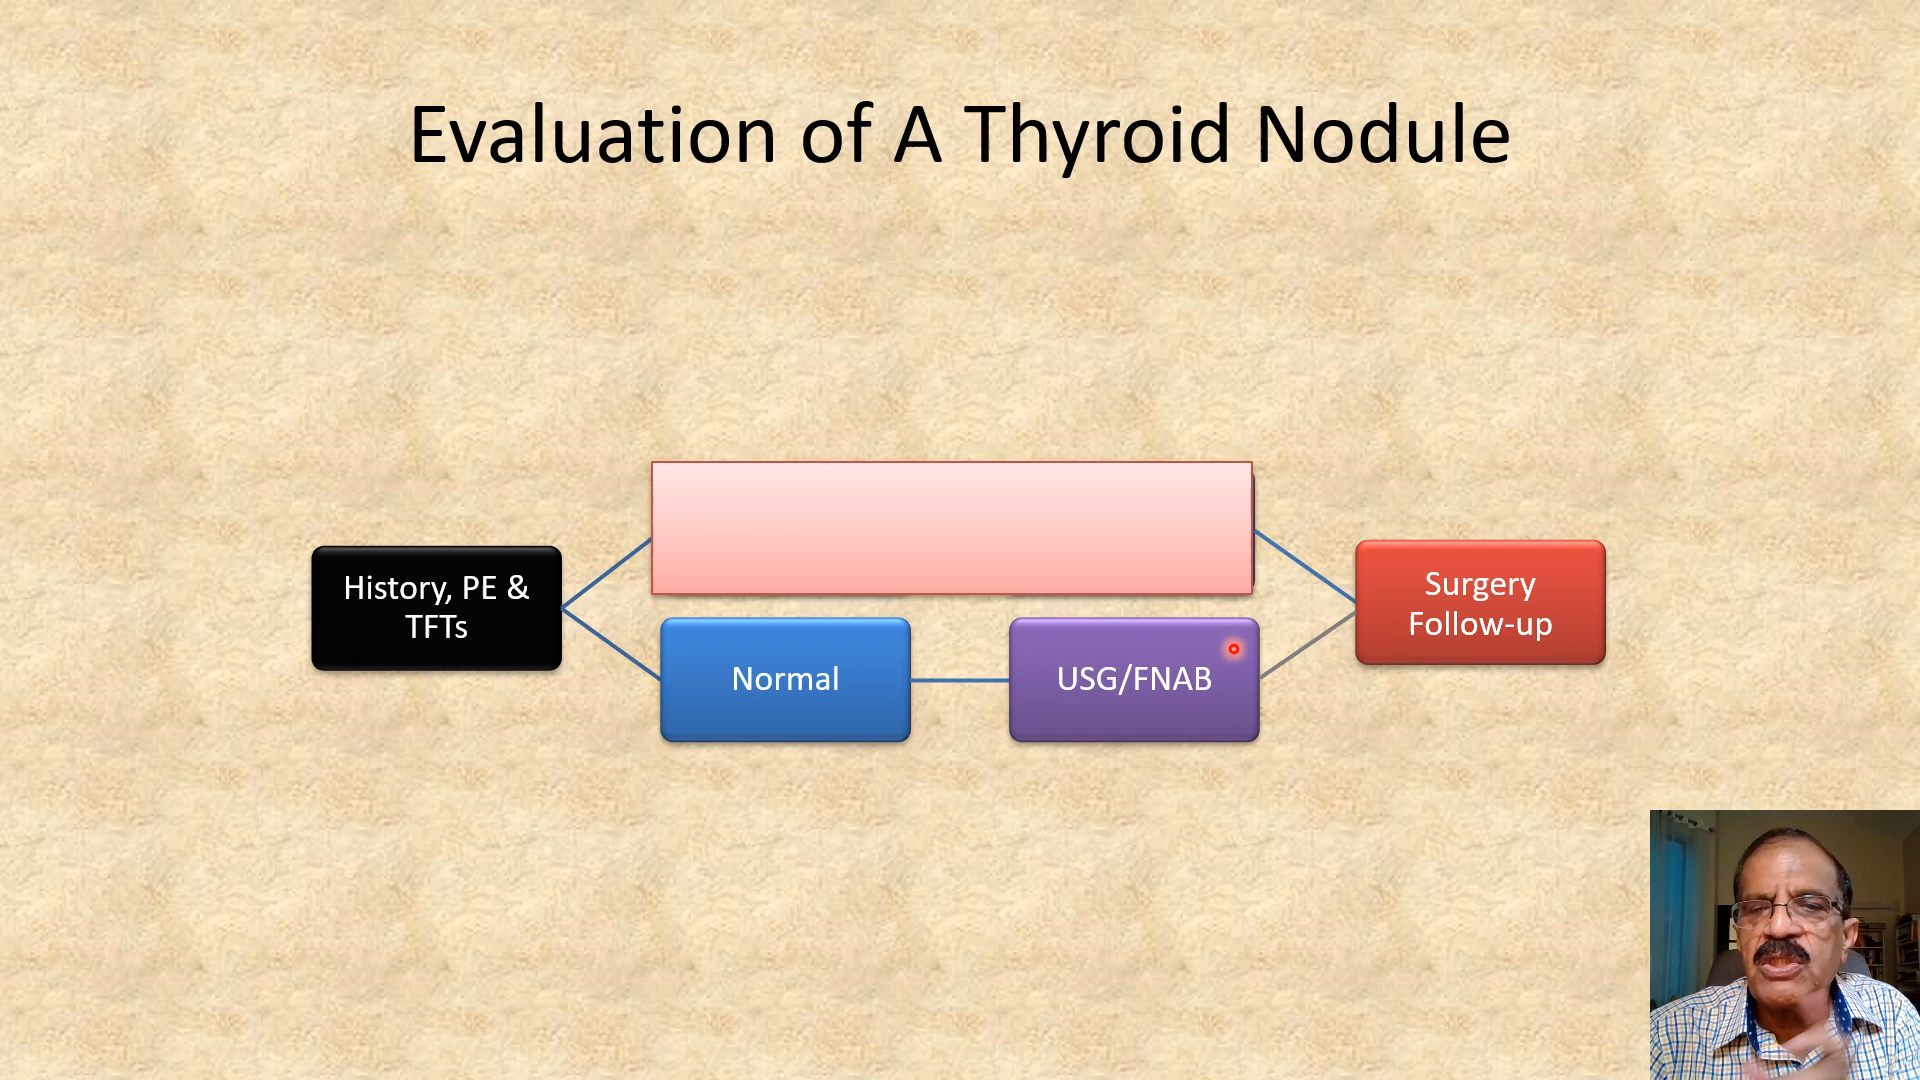 Evaluation of A Thyroid Nodule
History, PE &
TFTs
Normal
USG/FNAB
Surgery
Follow-up